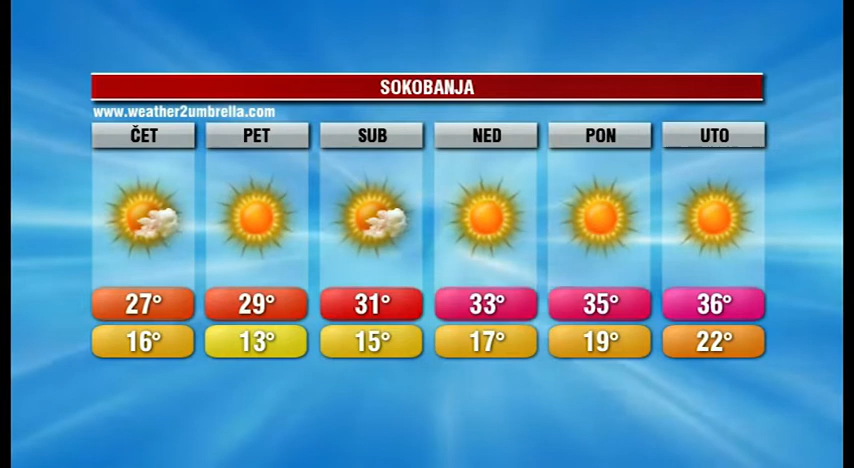 SOKOBANJA
www.weather2umbrella.com
ČET PET SUB NED PON UTO
27° 29° 31° 33° 35° 36°
16° 13° 15° 17° 19° 22°